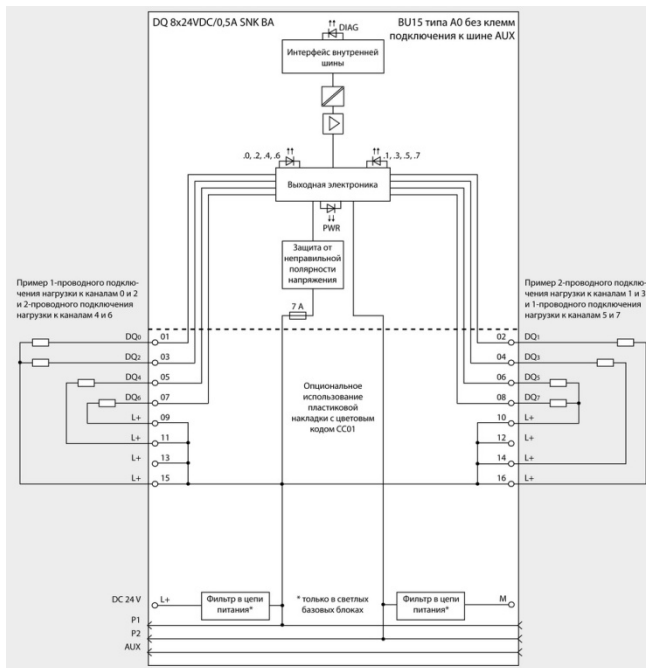 DQ 8x24VDC/0,5A SNK BA
BU15 типа A0 без клемм
подключения к шине AUX
DIAG
Интерфейс внутренней
шины
.0, .2, .4, .6
.1, .3, .5, .7
Выходная электроника
PWR
Защита от
неправильной
полярности
напряжения
7 A
Пример 1-проводного подклю-
чения нагрузки к каналам 0 и 2
и 2-проводного подключения
нагрузки к каналам 4 и 6
Пример 2-проводного подклю-
чения нагрузки к каналам 1 и 3
и 1-проводного подключения
нагрузки к каналам 5 и 7
DQ0 01
02 DQ1
DQ2 03
04 DQ3
DQ4 05
06 DQ5
DQ6 07
08 DQ7
L+ 09
10 L+
L+ 11
12 L+
L+ 13
14 L+
L+ 15
16 L+
Опциональное
использование
пластиковой
накладки с цветовым
кодом CC01
DC 24 V L+
Фильтр в цепи
питания*
* только в светлых
базовых блоках
Фильтр в цепи
питания*
M
P1
P2
AUX